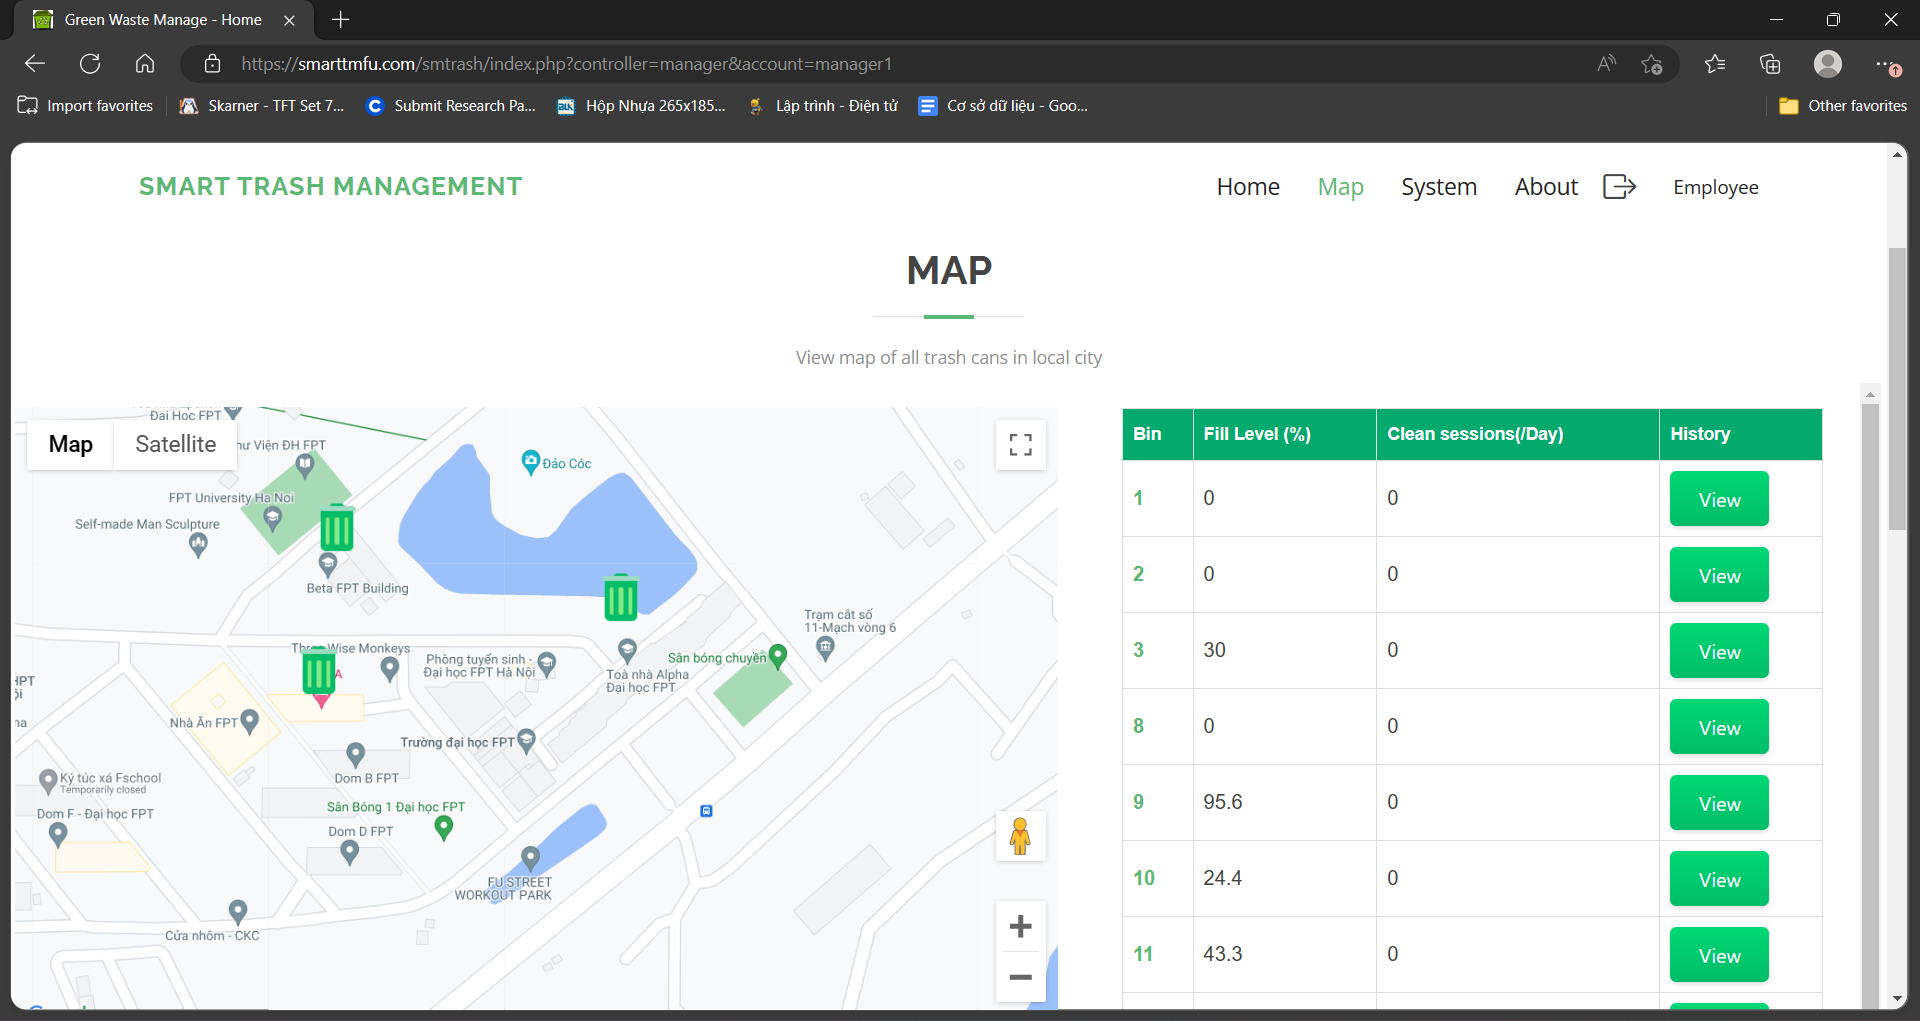 Green Waste Manage - Home
https://smarttmfu.com/smtrash/index.php?controller=manager&account=manager1
Import favorites
Skarner - TFT Set 7...
Submit Research Pa...
Hộp Nhựa 265x185...
Lập trình - Điện tử
Cơ sở dữ liệu - Goo...
Other favorites
SMART TRASH MANAGEMENT
Home
Map
System
About
Employee
MAP
View map of all trash cans in local city
Đại Học FPT
Map
Satellite
hư Viện ĐH FPT
Đảo Cóc
FPT University Ha Noi
Self-made Man Sculpture
Beta FPT Building
Trạm cắt số
11-Mạch vòng 6
Wise Monkeys
Phòng tuyển sinh -
Đại học FPT Hà Nội
Sân bóng chuyền
Toà nhà Alpha
Đại học FPT
Nhà Ăn FPT
Trường đại học FPT
Dom B FPT
Ký túc xá Fschool
Temporarily closed
Sân Bóng 1 Đại học FPT
Dom F - Đại học FPT
Dom D FPT
FU STREET
WORKOUT PARK
Cửa nhôm - CKC
Bin Fill Level (%) Clean sessions(/Day) History
1 0 0 View
2 0 0 View
3 30 0 View
8 0 0 View
9 95.6 0 View
10 24.4 0 View
11 43.3 0 View